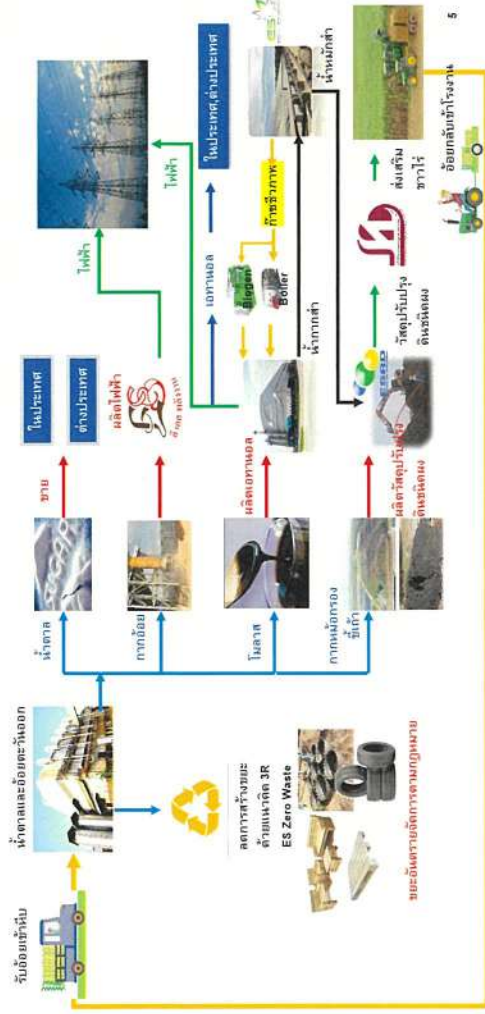 รับอ้อยเข้าหีบ
น้ำตาลและอ้อยตะวันออก
ลดการสร้างขยะ
ด้วยแนวคิด 3R
ES Zero Waste
ขยะอันตรายจัดการตามกฎหมาย
น้ำตาล
SUGAR
ขาย
ในประเทศ
ต่างประเทศ
กากอ้อย
ผลิตไฟฟ้า
ไฟฟ้า
ไฟฟ้า
โมลาส
ผลิตเอทานอล
เอทานอล
ในประเทศ,ต่างประเทศ
Biogen
Boiler
ก๊าซชีวภาพ
น้ำกากส่า
น้ำหมักส่า
กากหม้อกรอง
ขี้เถ้า
ผลิตวัสดุปรับปรุง
ดินชนิดผง
วัสดุปรับปรุง
ดินชนิดผง
ส่งเสริม
ชาวไร่
อ้อยกลับเข้าโรงงาน
5